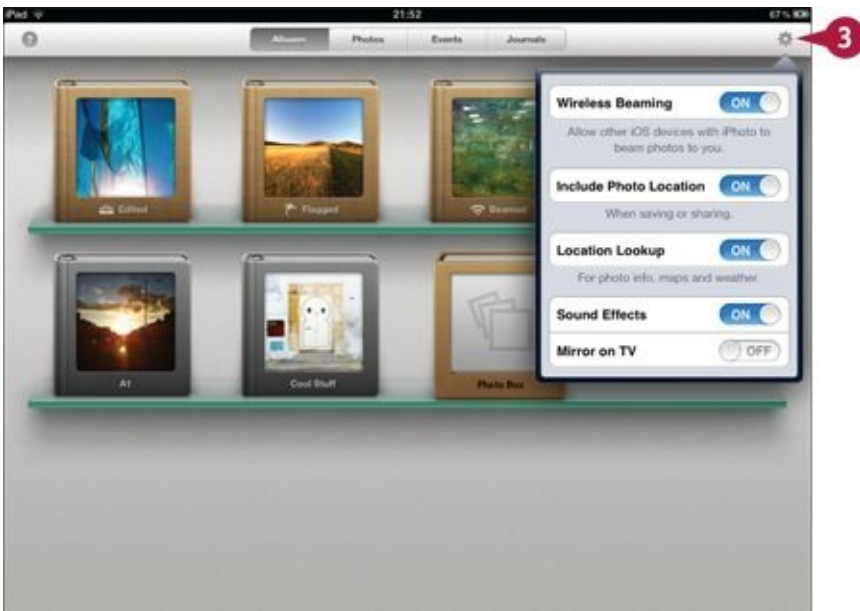 iPad
21:52
67%
?
Albums
Photos
Events
Journals
3
Wireless Beaming
ON
Allow other iOS devices with iPhoto to
beam photos to you.
Include Photo Location
ON
When saving or sharing.
Location Lookup
ON
For photo info, maps and weather.
Sound Effects
ON
Mirror on TV
OFF
Edited
Flagged
Beamed
A1
Cool Stuff
Photo Box